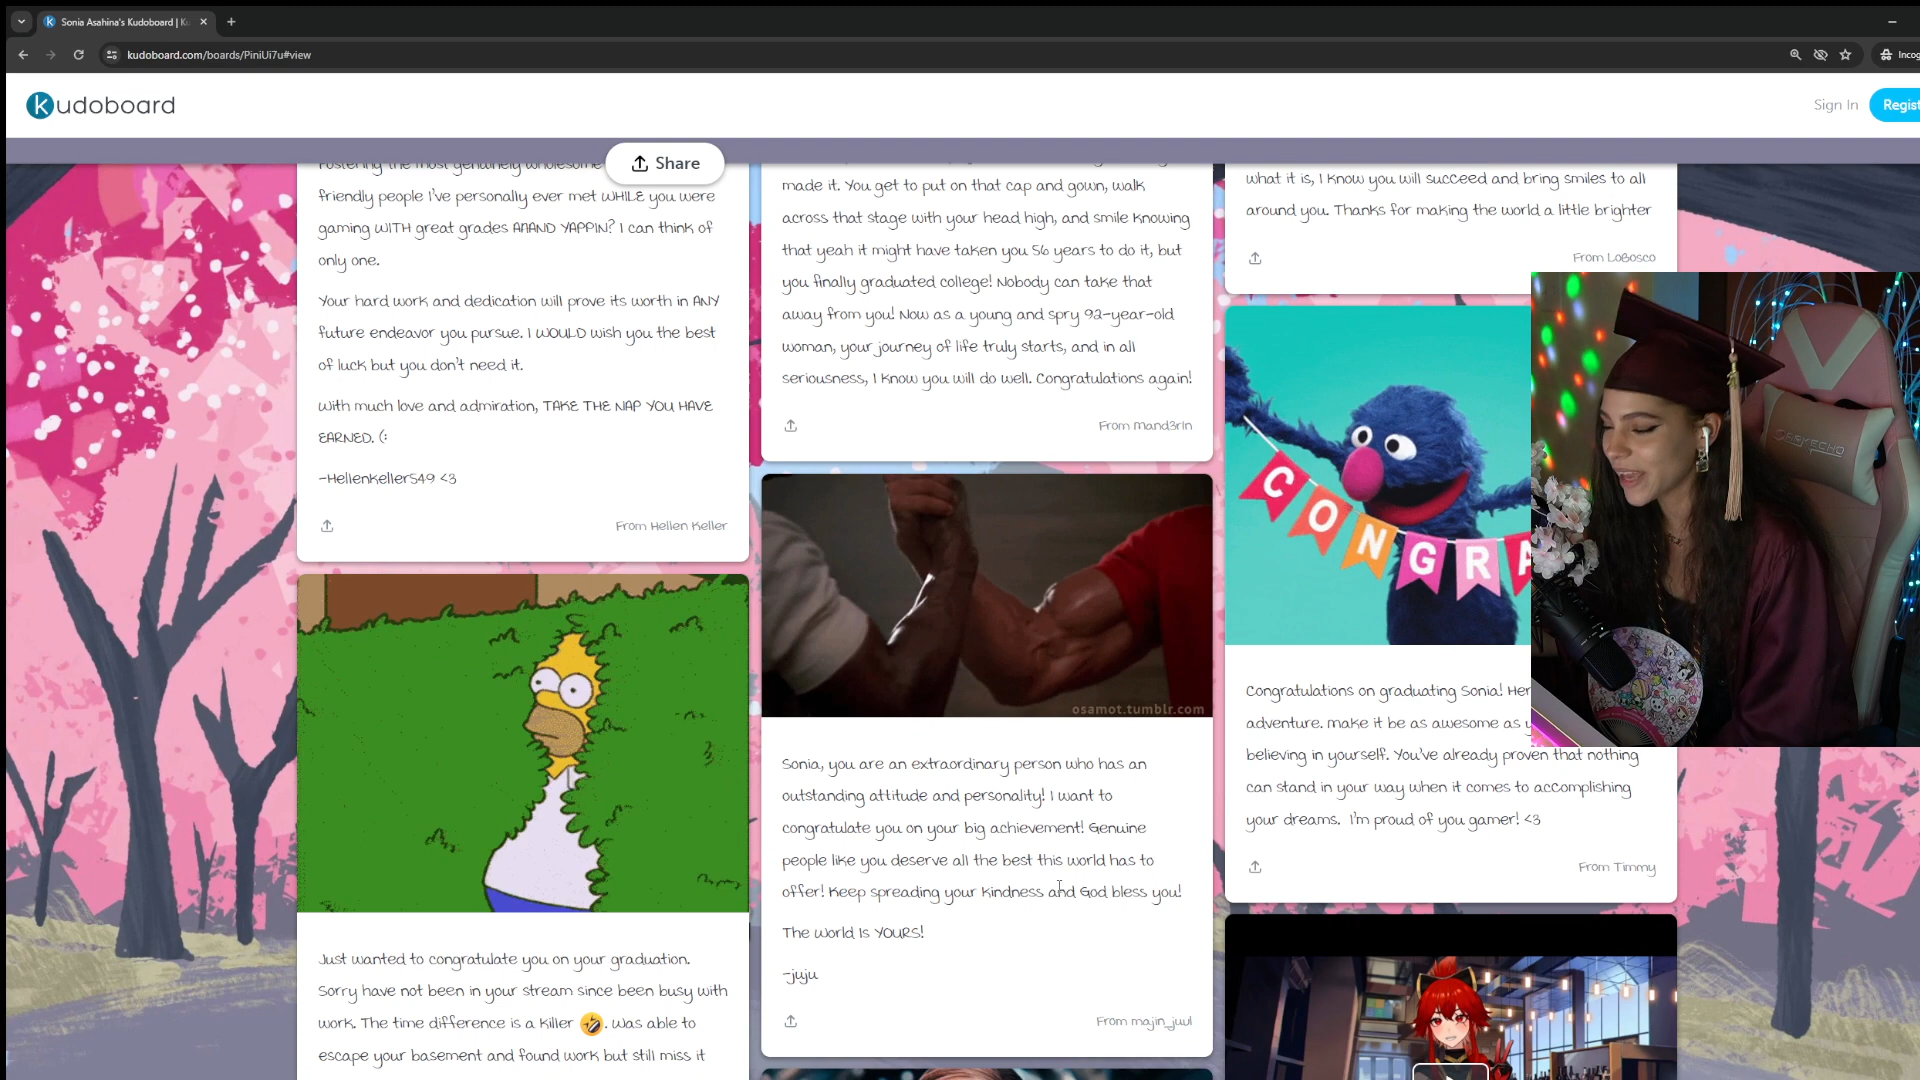 Sonia Asahina's Kudoboard | Ku
kudoboard.com/boards/PiniUi7u#view
Incog
kudoboard
Sign In
Regist
Share
Fostering the most genuinely wholesome
friendly people I've personally ever met WHILE you were
gaming WITH great grades AAAND YAPPIN? I can think of
only one.
Your hard work and dedication will prove its worth in ANY
future endeavor you pursue. I WOULD wish you the best
of luck but you don't need it.
With much love and admiration, TAKE THE NAP YOU HAVE
EARNED. (:
-HellenKeller549 <3
From Hellen Keller
Just wanted to congratulate you on your graduation.
Sorry have not been in your stream since been busy with
work. The time difference is a killer 🤣. Was able to
escape your basement and found work but still miss it
made it. You get to put on that cap and gown, walk
across that stage with your head high, and smile knowing
that yeah it might have taken you 56 years to do it, but
you finally graduated college! Nobody can take that
away from you! Now as a young and spry 92-year-old
woman, your journey of life truly starts, and in all
seriousness, I know you will do well. Congratulations again!
From mand3r1n
osamot.tumblr.com
Sonia, you are an extraordinary person who has an
outstanding attitude and personality! I want to
congratulate you on your big achievement! Genuine
people like you deserve all the best this world has to
offer! Keep spreading your kindness and God bless you!
The World Is YOURS!
-juju
From majin_juul
what it is, I know you will succeed and bring smiles to all
around you. Thanks for making the world a little brighter
From LoBosco
CONGRA
Congratulations on graduating Sonia! Her
adventure. make it be as awesome as y
believing in yourself. You've already proven that nothing
can stand in your way when it comes to accomplishing
your dreams. I'm proud of you gamer! <3
From Timmy
GEEKECHO